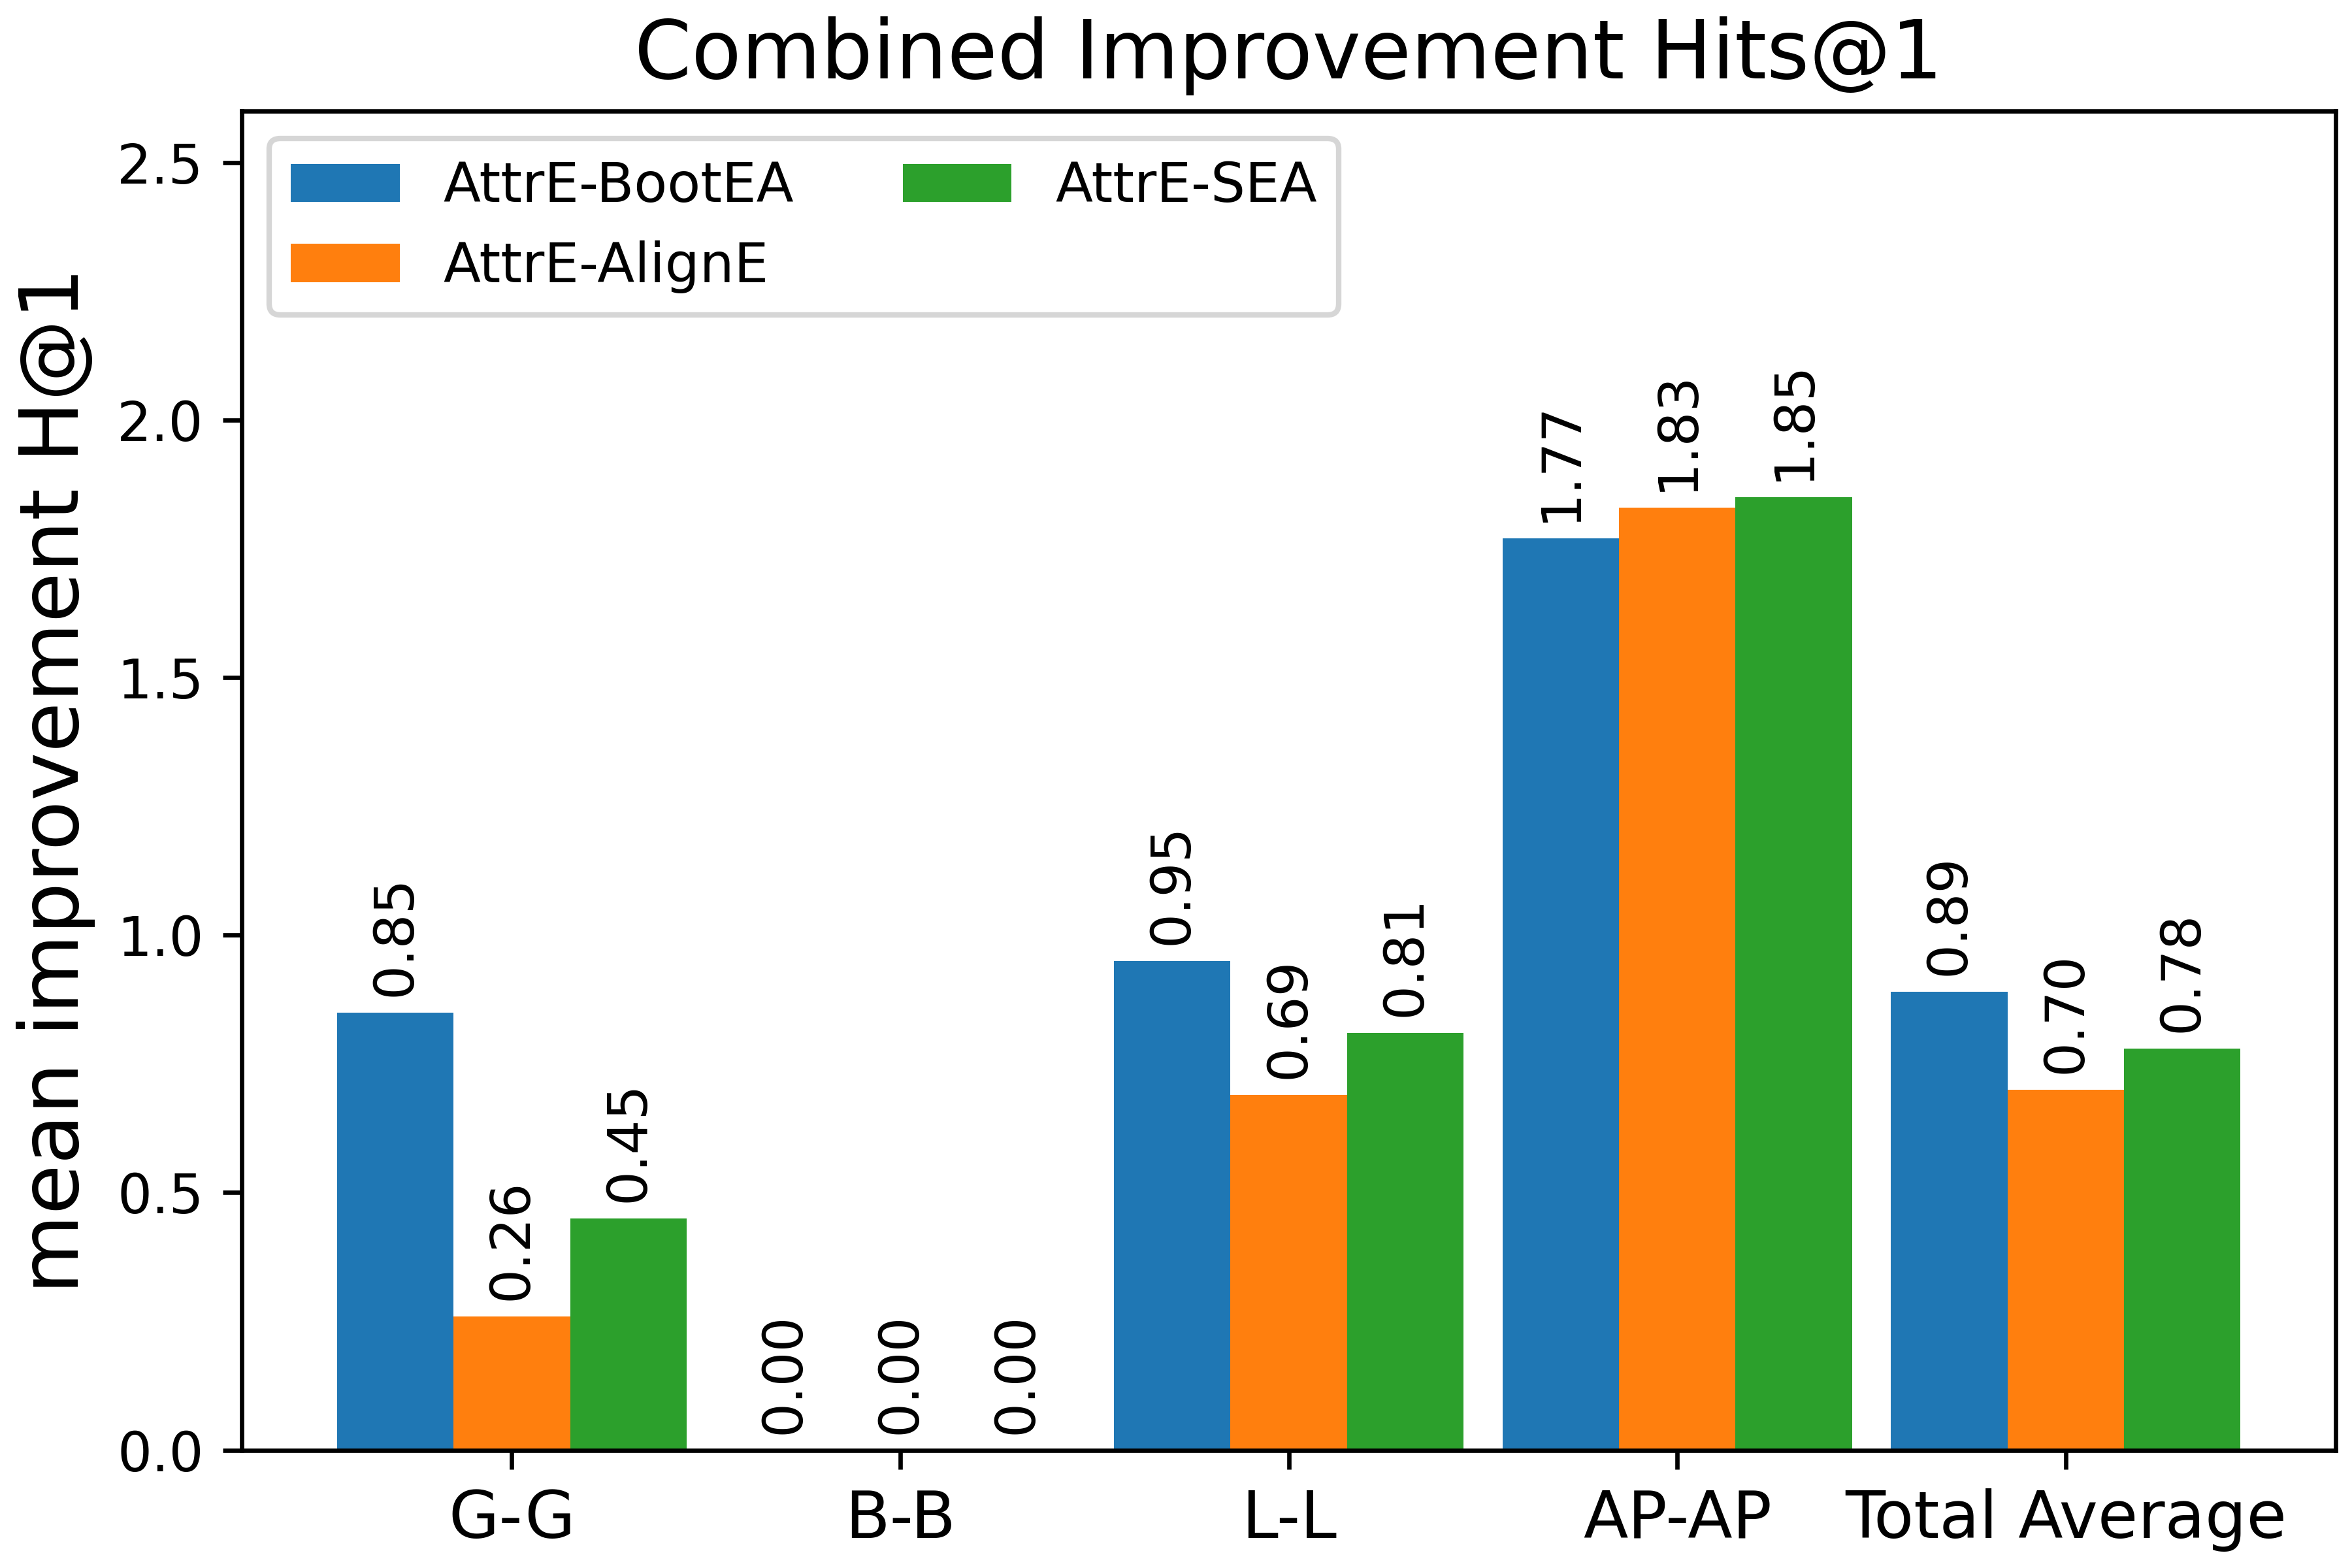 Combined Improvement Hits@1
mean improvement H@1
2.5
2.0
1.5
1.0
0.5
0.0
AttrE-BootEA
AttrE-AlignE
AttrE-SEA
0.85
0.26
0.45
0.00
0.00
0.00
0.95
0.69
0.81
1.77
1.83
1.85
0.89
0.70
0.78
G-G
B-B
L-L
AP-AP
Total Average